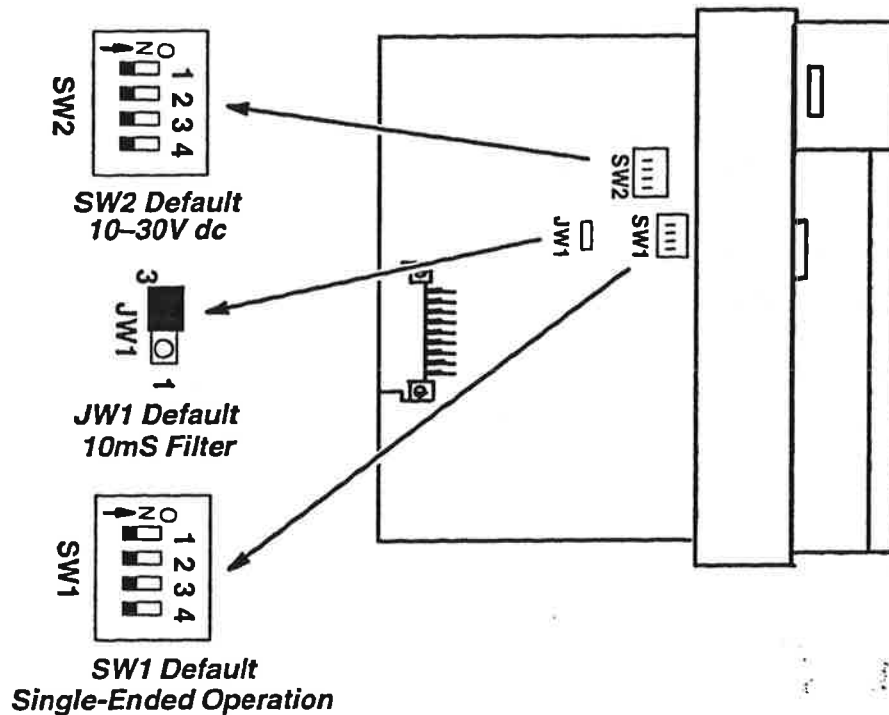 ON
1
2
3
4
SW2
SW2 Default
10–30V dc
3
JW1
1
JW1 Default
10mS Filter
ON
1
2
3
4
SW1
SW1 Default
Single-Ended Operation
SW2
JW1
SW1